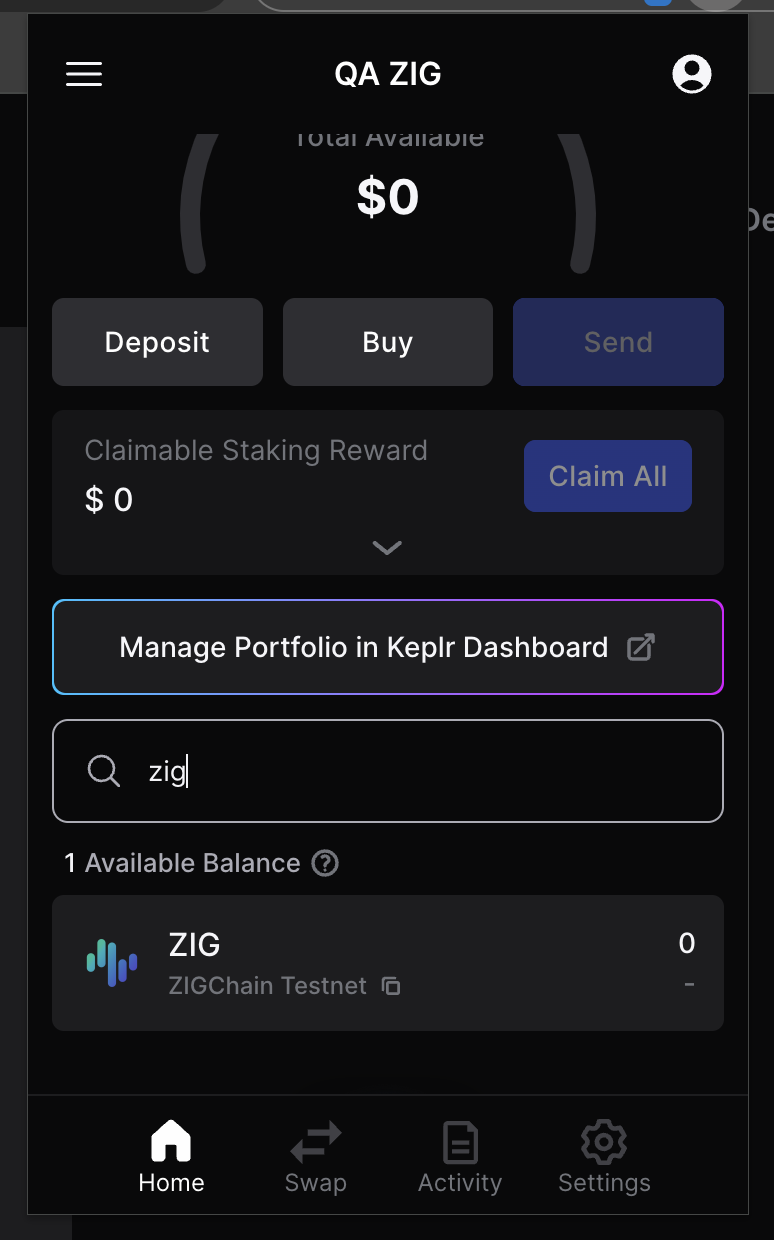 QA ZIG
Total Available
$0
De
Deposit
Buy
Send
Claimable Staking Reward
$ 0
Claim All
Manage Portfolio in Keplr Dashboard
zig
1 Available Balance
ZIG
0
ZIGChain Testnet
-
Home
Swap
Activity
Settings